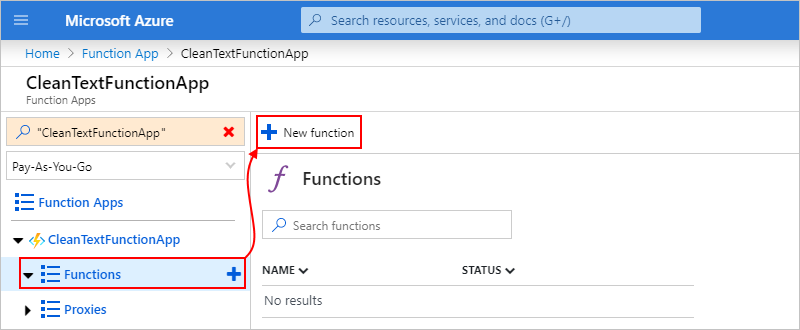 Microsoft Azure
Search resources, services, and docs (G+/)
Home > Function App > CleanTextFunctionApp
CleanTextFunctionApp
Function Apps
"CleanTextFunctionApp"
Pay-As-You-Go
Function Apps
CleanTextFunctionApp
Functions
Proxies
New function
Functions
Search functions
NAME STATUS
No results